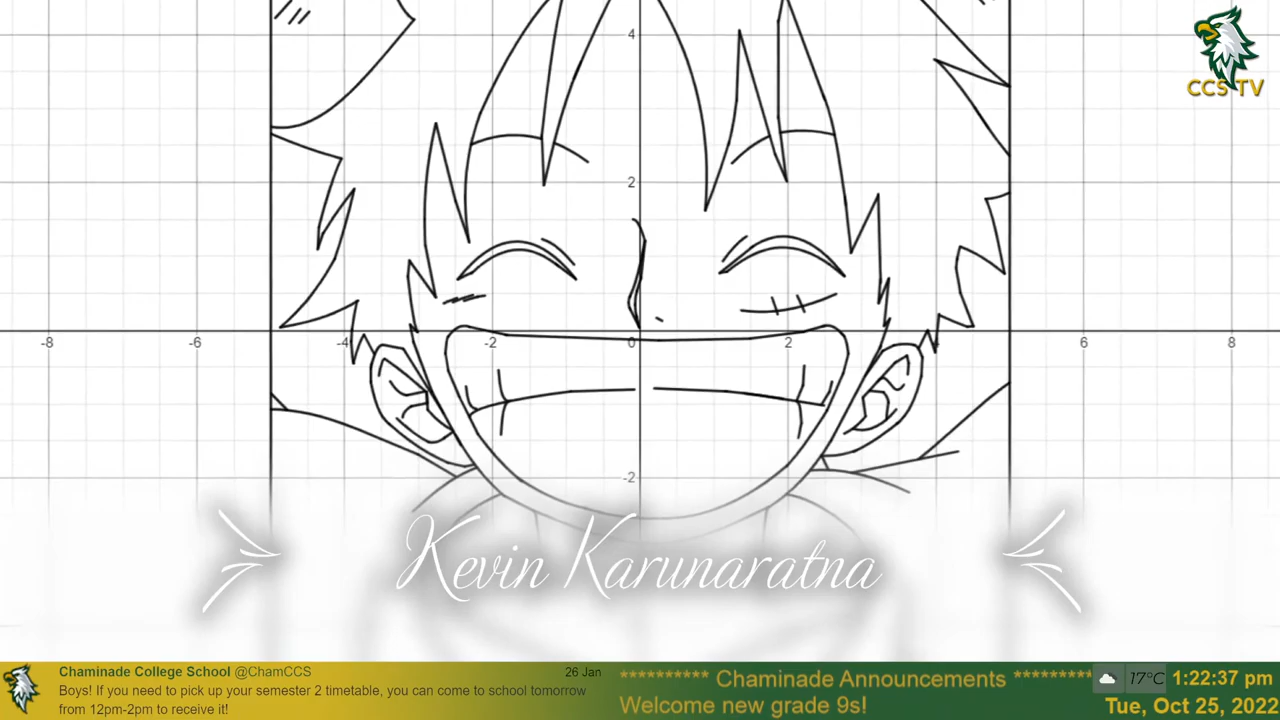 4
CCS TV
2
-8
-6
-4
-2
0
2
6
8
-2
Kevin Karunaratna
Chaminade College School @ChamCCS
26 Jan
Boys! If you need to pick up your semester 2 timetable, you can come to school tomorrow
from 12pm-2pm to receive it!
********** Chaminade Announcements **********
Welcome new grade 9s!
17°C
1:22:37 pm
Tue, Oct 25, 2022